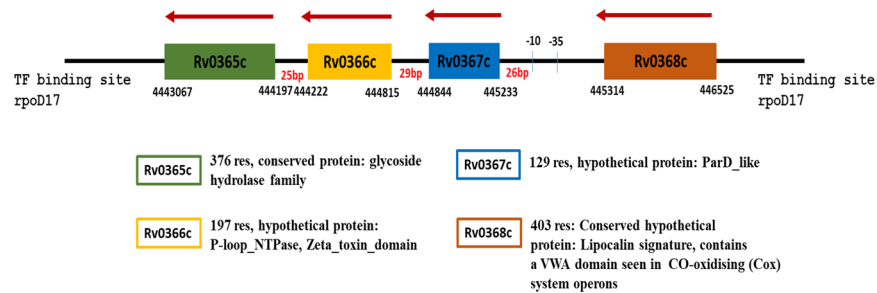 -10 -35
Rv0365c Rv0366c Rv0367c Rv0368c
25bp 29bp 26bp
TF binding site
rpoD17
4443067 444197 444222 444815 444844 445233 445314 446525
TF binding site
rpoD17
Rv0365c
376 res, conserved protein: glycoside
hydrolase family
Rv0367c
129 res, hypothetical protein: ParD_like
Rv0366c
197 res, hypothetical protein:
P-loop_NTPase, Zeta_toxin_domain
Rv0368c
403 res: Conserved hypothetical
protein: Lipocalin signature, contains
a VWA domain seen in CO-oxidising (Cox)
system operons